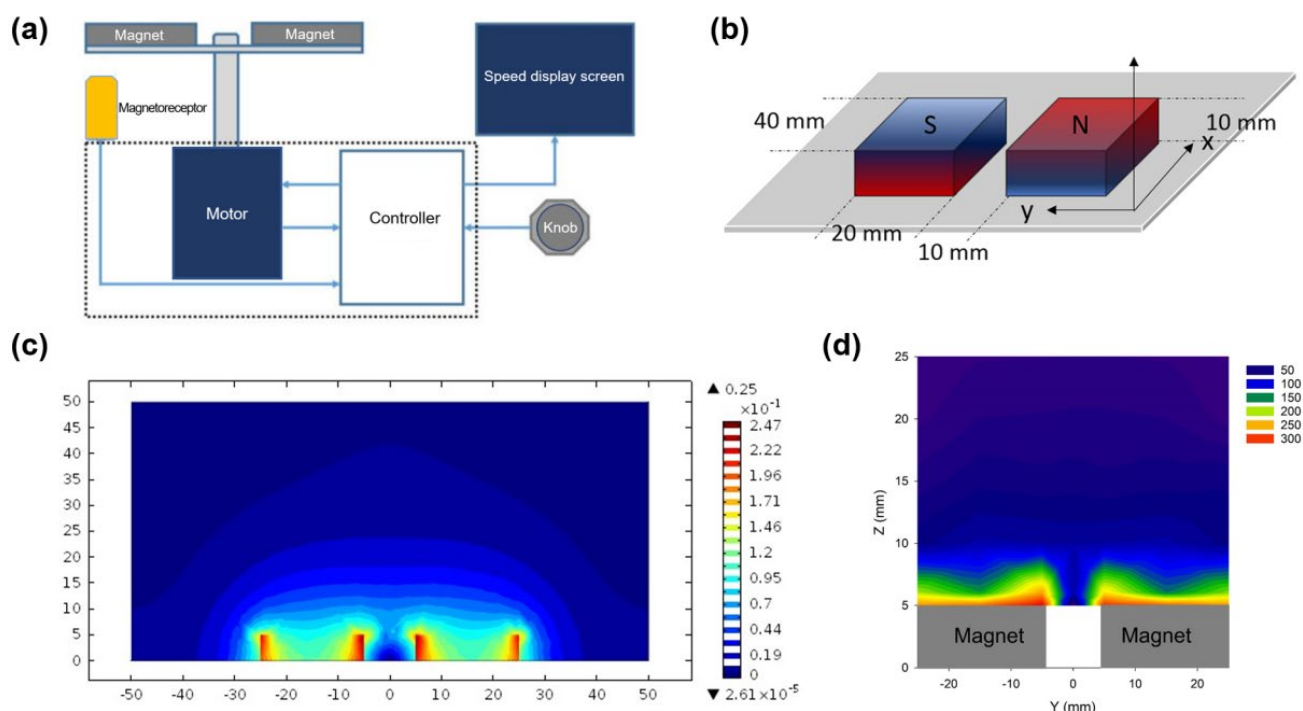 (a)
Magnet
Magnet
Magnetoreceptor
Motor
Controller
Speed display screen
Knob
(b)
S
N
40 mm
10 mm
x
y
20 mm
10 mm
(c)
50
45
40
35
30
25
20
15
10
5
0
-50 -40 -30 -20 -10 0 10 20 30 40 50
▲ 0.25
×10⁻¹
2.47
2.22
1.96
1.71
1.46
1.2
0.95
0.7
0.44
0.19
▼ 2.61×10⁻⁵
(d)
25
20
15
10
5
0
Z (mm)
Magnet
Magnet
-20 -10 0 10 20
Y (mm)
50
100
150
200
250
300